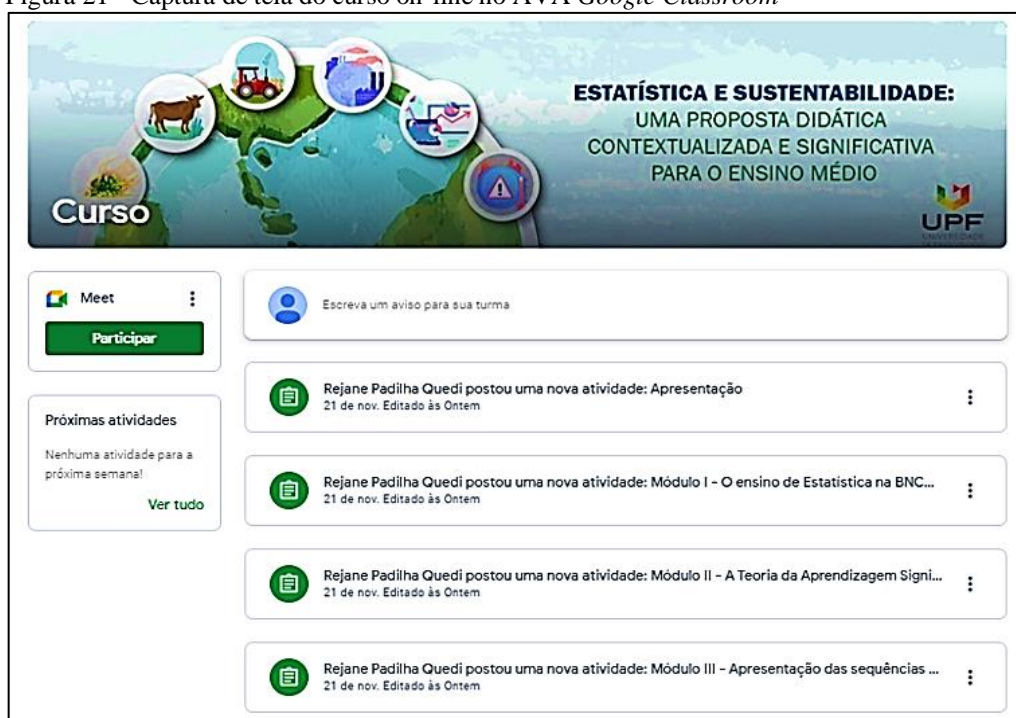 Figura 21 - Captura de tela do curso on-line no AVA Google Classroom
ESTATÍSTICA E SUSTENTABILIDADE:
UMA PROPOSTA DIDÁTICA
CONTEXTUALIZADA E SIGNIFICATIVA
PARA O ENSINO MÉDIO
Curso
UPF
UNIVERSIDADE
Meet
Participar
Escreva um aviso para sua turma
Rejane Padilha Quedi postou uma nova atividade: Apresentação
21 de nov. Editado às Ontem
Próximas atividades
Nenhuma atividade para a
próxima semana!
Ver tudo
Rejane Padilha Quedi postou uma nova atividade: Módulo I - O ensino de Estatística na BNC...
21 de nov. Editado às Ontem
Rejane Padilha Quedi postou uma nova atividade: Módulo II - A Teoria da Aprendizagem Signi...
21 de nov. Editado às Ontem
Rejane Padilha Quedi postou uma nova atividade: Módulo III - Apresentação das sequências ...
21 de nov. Editado às Ontem